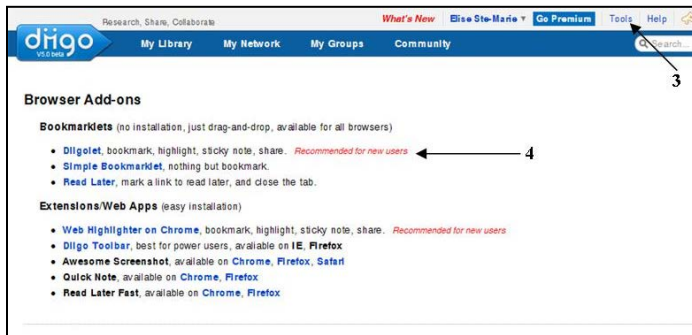 Research, Share, Collaborate What's New Elise Ste-Marie ▾ Go Premium Tools Help
diigo My Library My Network My Groups Community Search...
V5.0 beta
3
Browser Add-ons
Bookmarklets (no installation, just drag-and-drop, available for all browsers)
• Diigolet, bookmark, highlight, sticky note, share. Recommended for new users 4
• Simple Bookmarklet, nothing but bookmark.
• Read Later, mark a link to read later, and close the tab.
Extensions/Web Apps (easy installation)
• Web Highlighter on Chrome, bookmark, highlight, sticky note, share. Recommended for new users
• Diigo Toolbar, best for power users, avaliable on IE, Firefox
• Awesome Screenshot, available on Chrome, Firefox, Safari
• Quick Note, available on Chrome, Firefox
• Read Later Fast, available on Chrome, Firefox